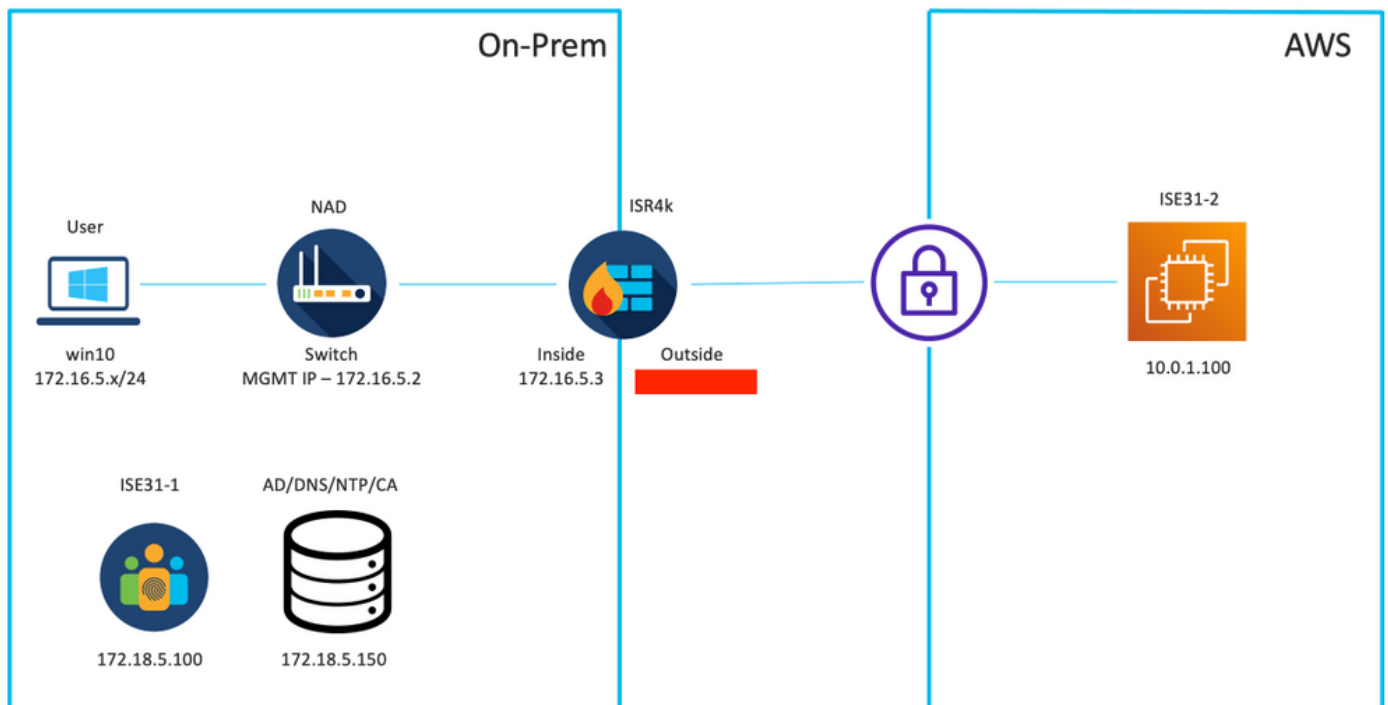 On-Prem
AWS
User
NAD
ISR4k
ISE31-2
win10
172.16.5.x/24
Switch
MGMT IP – 172.16.5.2
Inside
172.16.5.3
Outside
10.0.1.100
ISE31-1
AD/DNS/NTP/CA
172.18.5.100
172.18.5.150